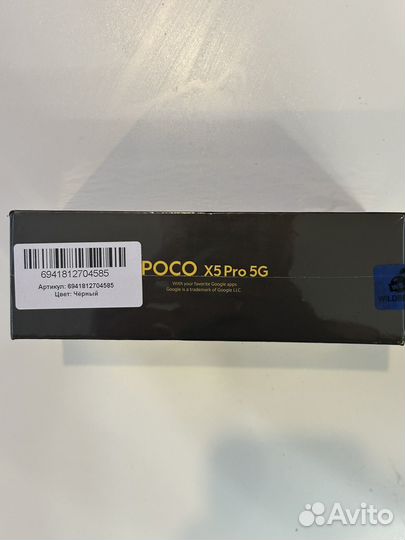 6941812704585
Артикул: 6941812704585
Цвет: Чёрный
POCO X5 Pro 5G
With your favorite Google apps
Google is a trademark of Google LLC.
Avito